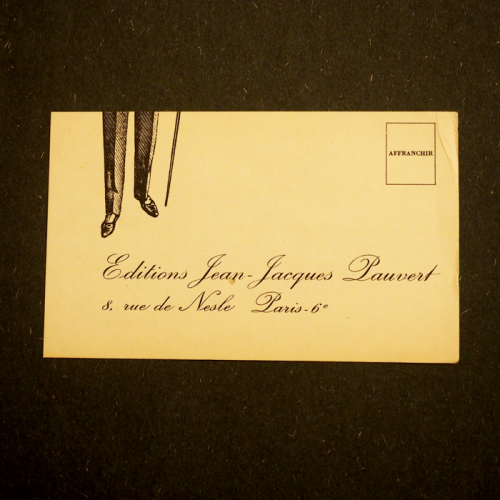 AFFRANCHIR
Editions Jean-Jacques Pauvert
8, rue de Nesle Paris-6e